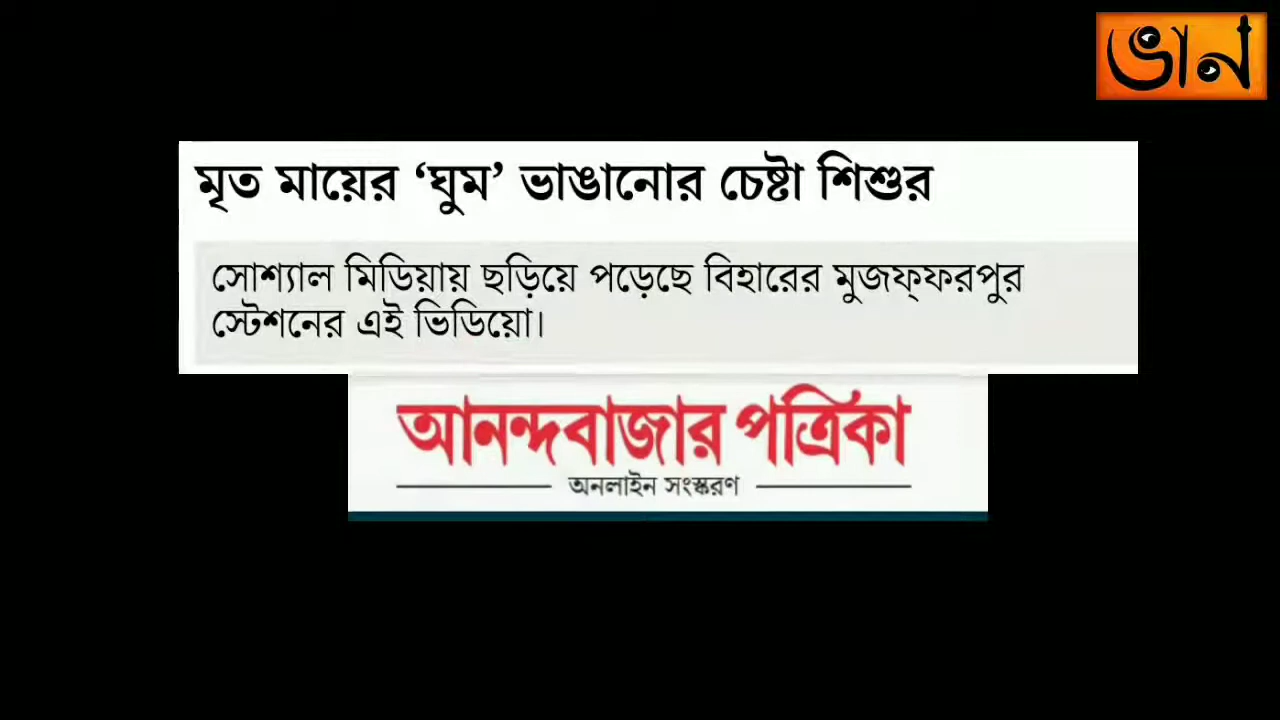 ভান
মৃত মায়ের ‘ঘুম’ ভাঙানোর চেষ্টা শিশুর
সোশ্যাল মিডিয়ায় ছড়িয়ে পড়েছে বিহারের মুজফ্‌ফরপুর
স্টেশনের এই ভিডিয়ো।
আনন্দবাজার পত্রিকা
অনলাইন সংস্করণ